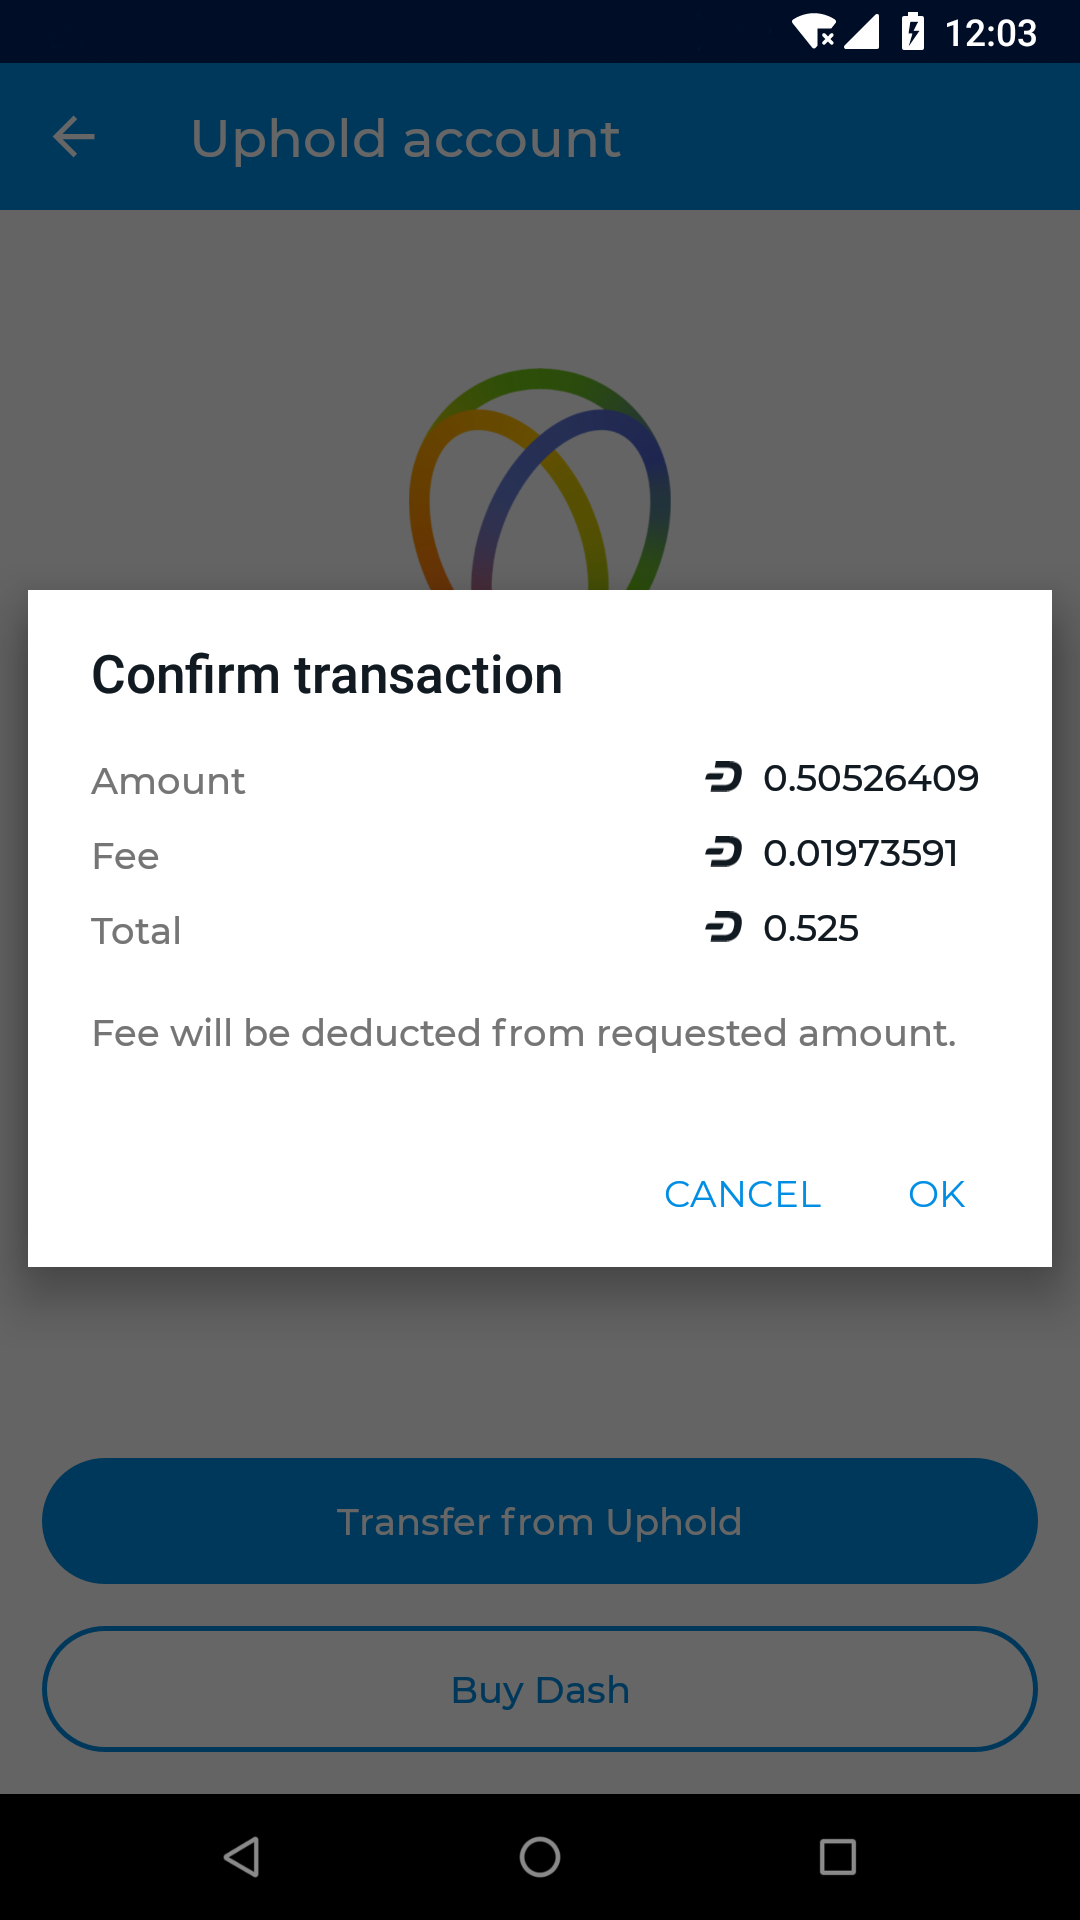 12:03
Uphold account
Confirm transaction
Amount 0.50526409
Fee 0.01973591
Total 0.525
Fee will be deducted from requested amount.
CANCEL OK
Transfer from Uphold
Buy Dash